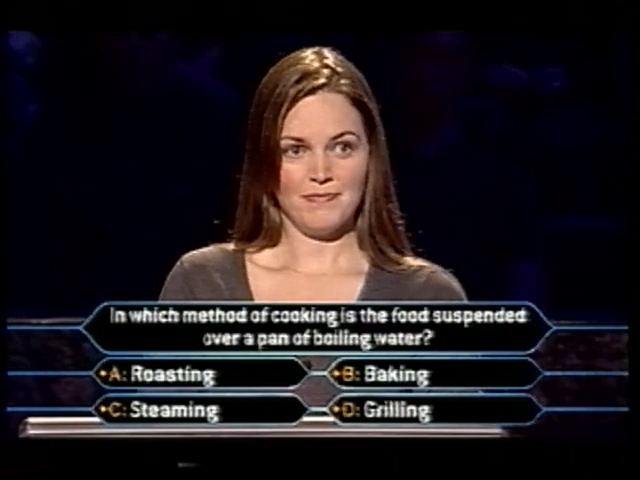 In which method of cooking is the food suspended
over a pan of boiling water?
A: Roasting
B: Baking
C: Steaming
D: Grilling